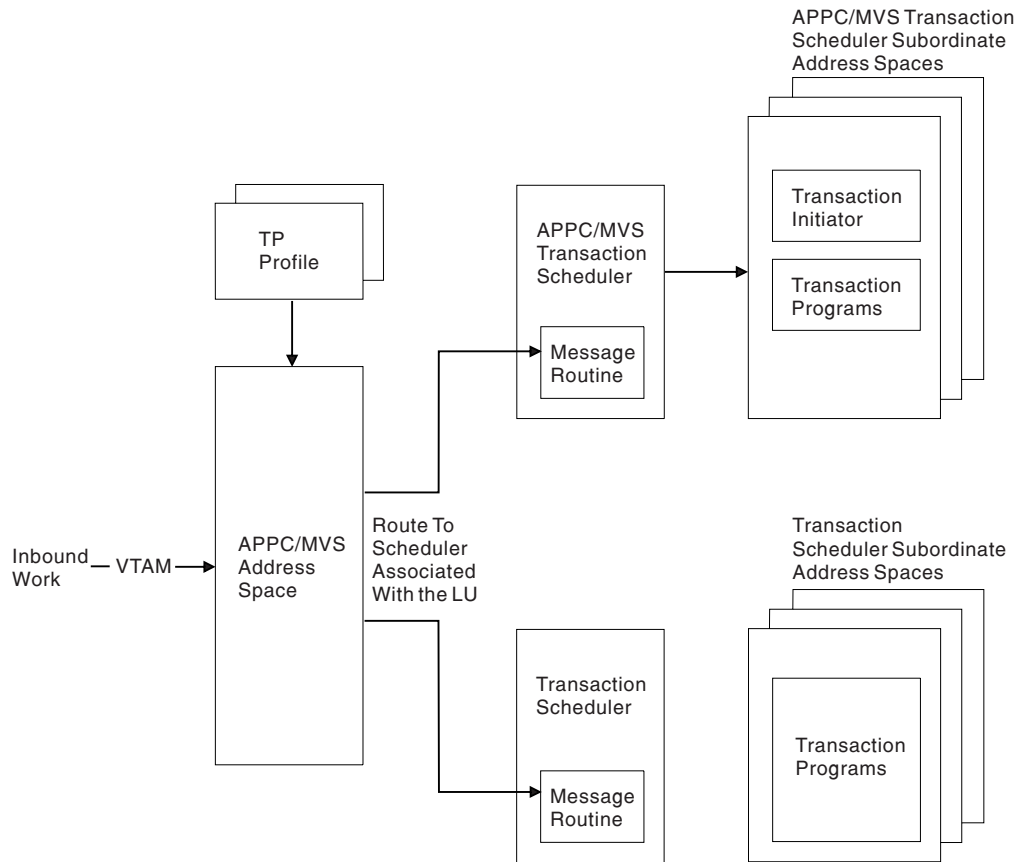 APPC/MVS Transaction
Scheduler Subordinate
Address Spaces
Transaction
Initiator
Transaction
Programs
APPC/MVS
Transaction
Scheduler
Message
Routine
TP
Profile
Inbound
Work
VTAM
APPC/MVS
Address
Space
Route To
Scheduler
Associated
With the LU
Transaction
Scheduler
Message
Routine
Transaction
Scheduler Subordinate
Address Spaces
Transaction
Programs